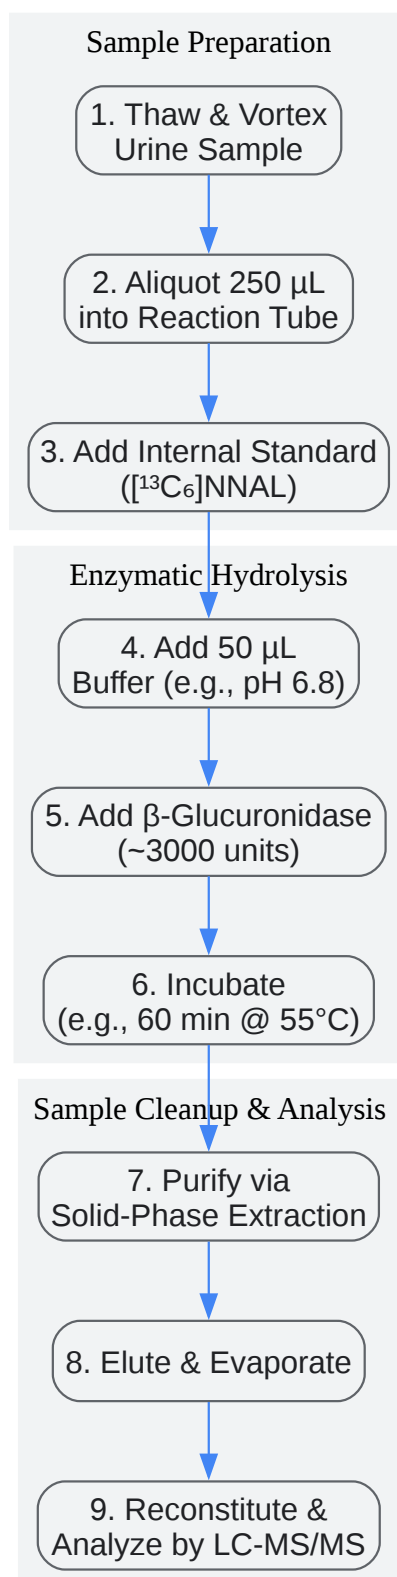 Sample Preparation
1. Thaw & Vortex
Urine Sample
2. Aliquot 250 µL
into Reaction Tube
3. Add Internal Standard
([¹³C₆]NNAL)
Enzymatic Hydrolysis
4. Add 50 µL
Buffer (e.g., pH 6.8)
5. Add β-Glucuronidase
(~3000 units)
6. Incubate
(e.g., 60 min @ 55°C)
Sample Cleanup & Analysis
7. Purify via
Solid-Phase Extraction
8. Elute & Evaporate
9. Reconstitute &
Analyze by LC-MS/MS